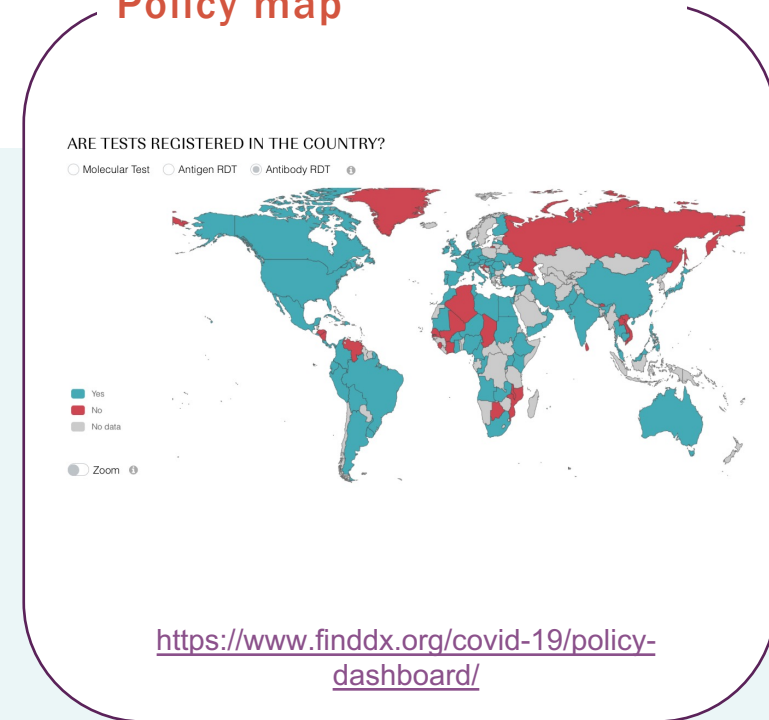 Policy map
ARE TESTS REGISTERED IN THE COUNTRY?
Molecular Test Antigen RDT Antibody RDT
Yes
No
No data
Zoom
https://www.finddx.org/covid-19/policy-
dashboard/